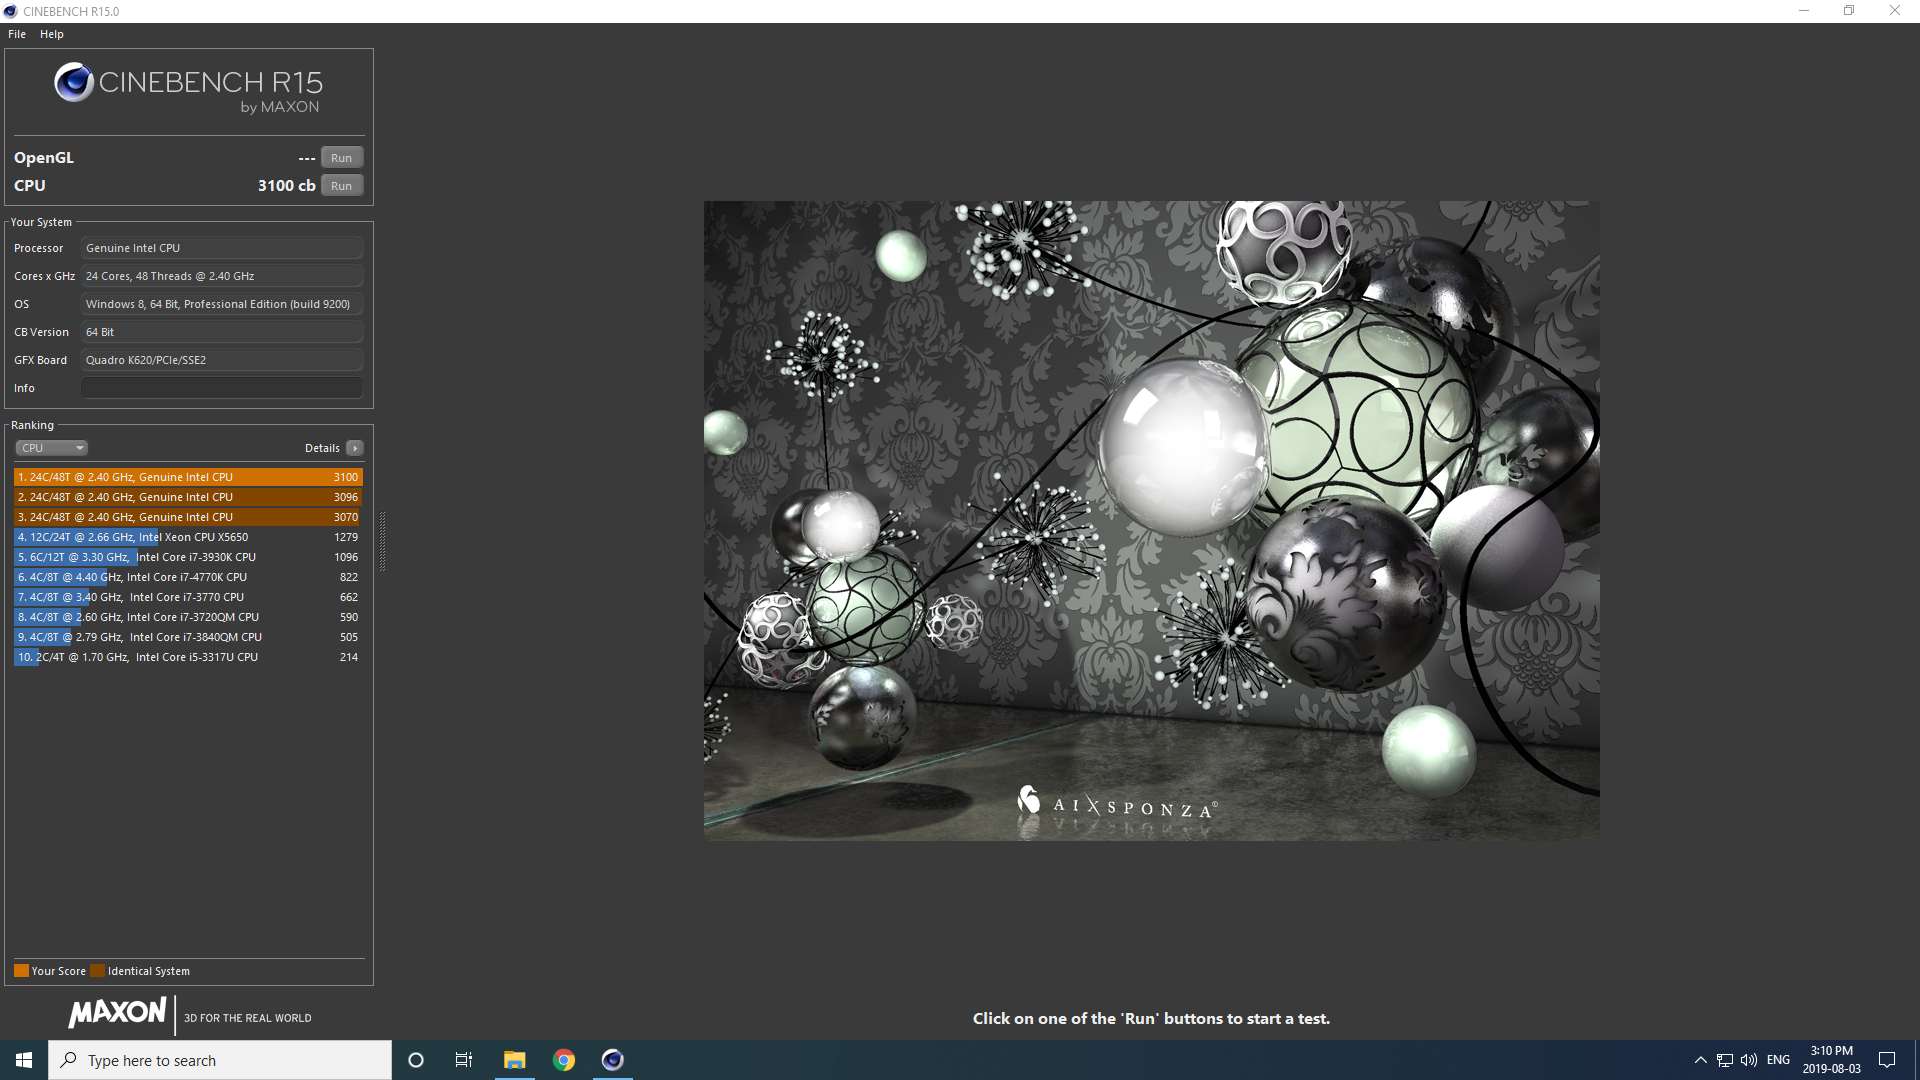 CINEBENCH R15.0
File Help
CINEBENCH R15
by MAXON
OpenGL --- Run
CPU 3100 cb Run
Your System
Processor Genuine Intel CPU
Cores x GHz 24 Cores, 48 Threads @ 2.40 GHz
OS Windows 8, 64 Bit, Professional Edition (build 9200)
CB Version 64 Bit
GFX Board Quadro K620/PCIe/SSE2
Info
Ranking
CPU Details
1. 24C/48T @ 2.40 GHz, Genuine Intel CPU 3100
2. 24C/48T @ 2.40 GHz, Genuine Intel CPU 3096
3. 24C/48T @ 2.40 GHz, Genuine Intel CPU 3070
4. 12C/24T @ 2.66 GHz, Intel Xeon CPU X5650 1279
5. 6C/12T @ 3.30 GHz, Intel Core i7-3930K CPU 1096
6. 4C/8T @ 4.40 GHz, Intel Core i7-4770K CPU 822
7. 4C/8T @ 3.40 GHz, Intel Core i7-3770 CPU 662
8. 4C/8T @ 2.60 GHz, Intel Core i7-3720QM CPU 590
9. 4C/8T @ 2.79 GHz, Intel Core i7-3840QM CPU 505
10. 2C/4T @ 1.70 GHz, Intel Core i5-3317U CPU 214
Your Score Identical System
MAXON 3D FOR THE REAL WORLD
AIXSPONZA®
Click on one of the 'Run' buttons to start a test.
Type here to search
ENG
3:10 PM
2019-08-03